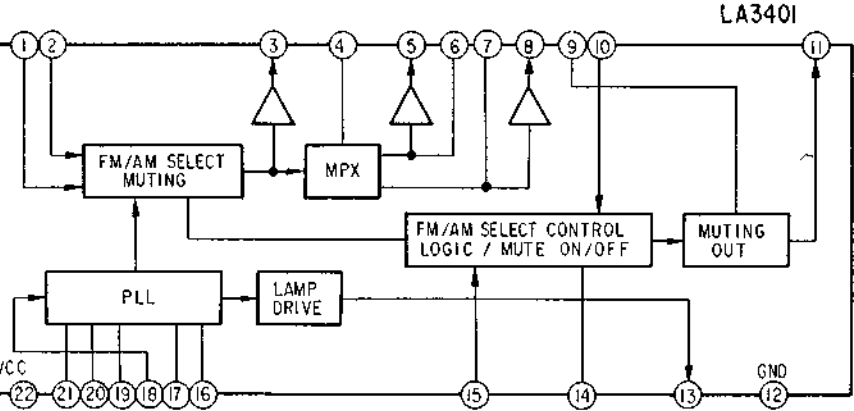 LA3401
1 2 3 4 5 6 7 8 9 10 11
FM/AM SELECT
MUTING
MPX
FM/AM SELECT CONTROL
LOGIC / MUTE ON/OFF
MUTING
OUT
PLL
LAMP
DRIVE
VCC
GND
22 21 20 19 18 17 16 15 14 13 12